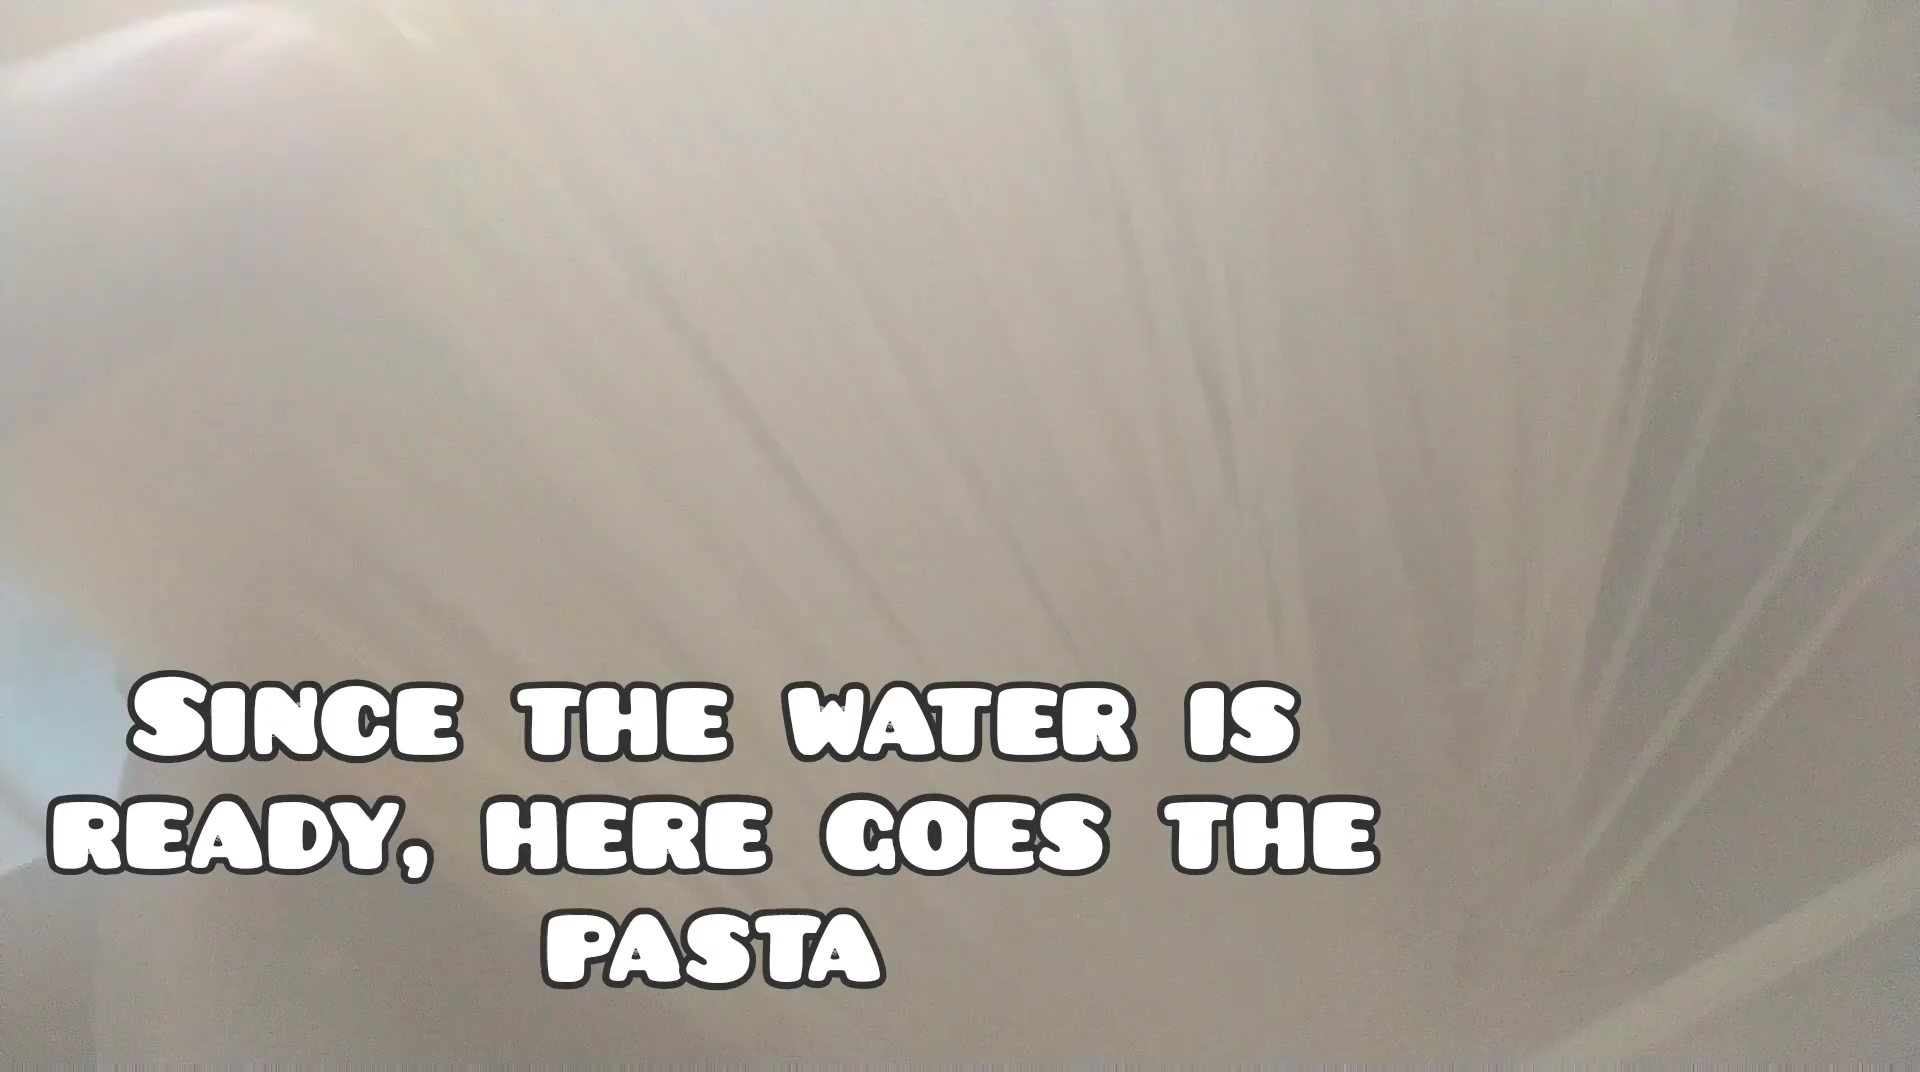 Since the water is
ready, here goes the
pasta